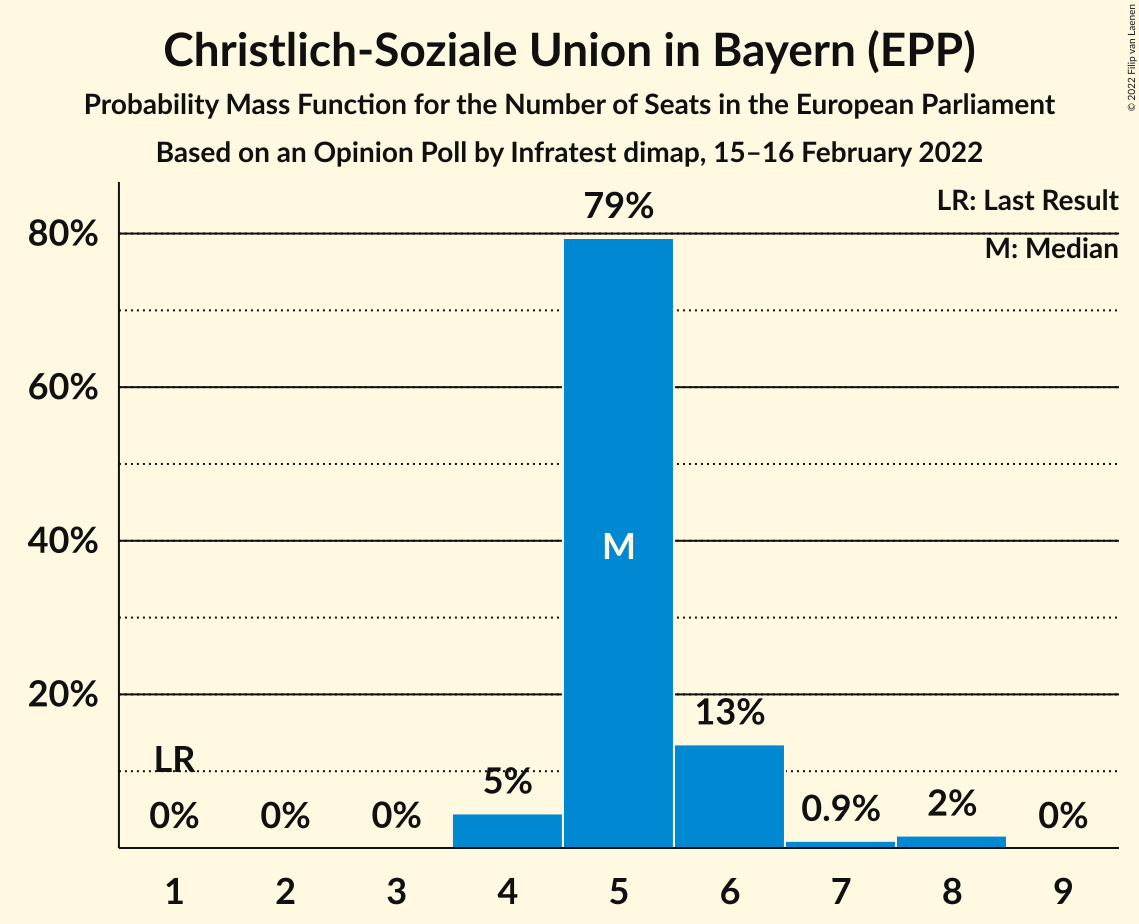 Christlich-Soziale Union in Bayern (EPP)
Probability Mass Function for the Number of Seats in the European Parliament
Based on an Opinion Poll by Infratest dimap, 15–16 February 2022
© 2022 Filip van Laenen
LR: Last Result
M: Median
80%
60%
40%
20%
LR
0%
0%
0%
5%
79%
M
13%
0.9%
2%
0%
1 2 3 4 5 6 7 8 9